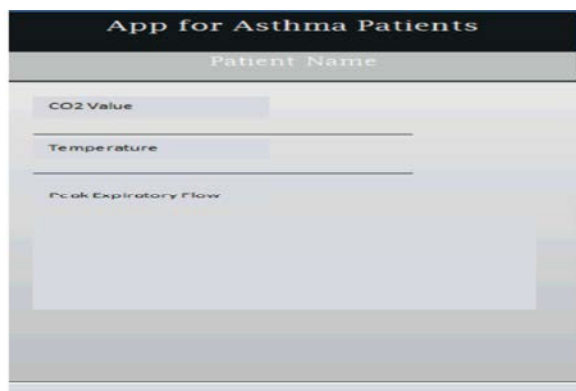 App for Asthma Patients
Patient Name
CO2 Value
Temperature
Peak Expiratory Flow